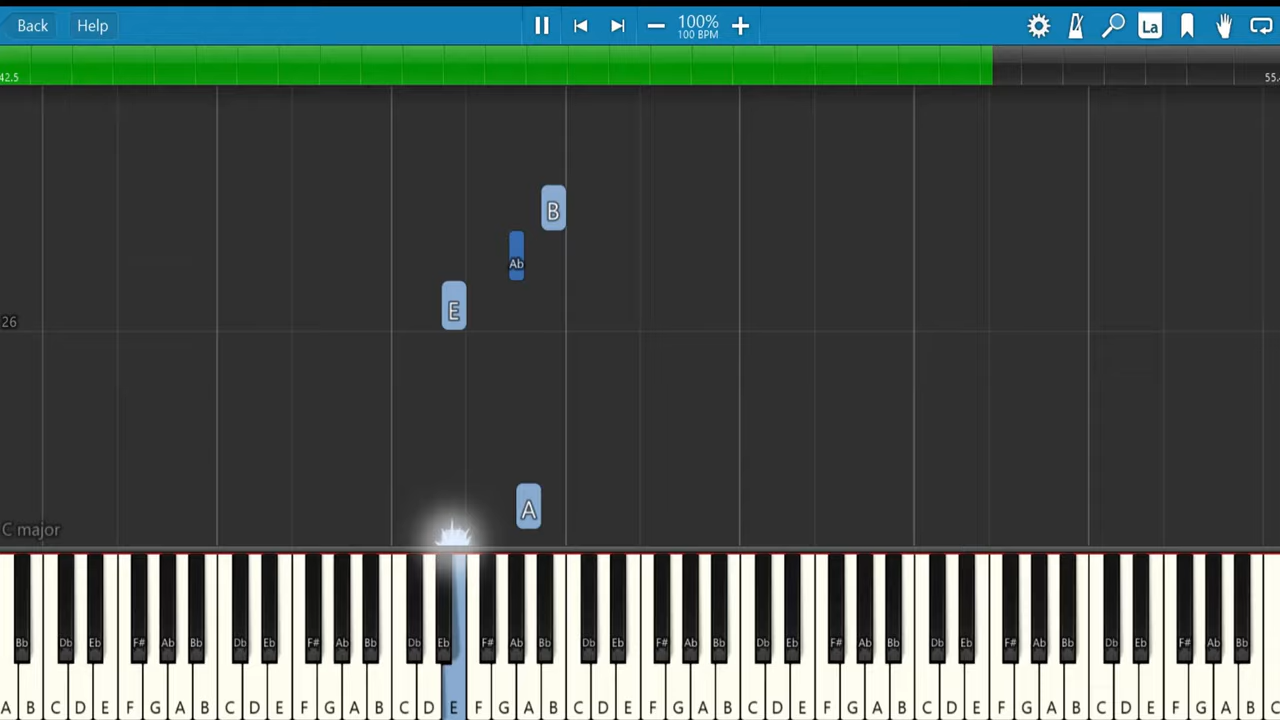 Back Help 100% La
100 BPM
42.5 55.
B
Ab
E
26
A
C major
Bb Db Eb F# Ab Bb Db Eb F# Ab Bb Db Eb F# Ab Bb Db Eb F# Ab Bb Db Eb F# Ab Bb Db Eb F# Ab Bb Db Eb F# Ab Bb
A B C D E F G A B C D E F G A B C D E F G A B C D E F G A B C D E F G A B C D E F G A B C D E F G A B C